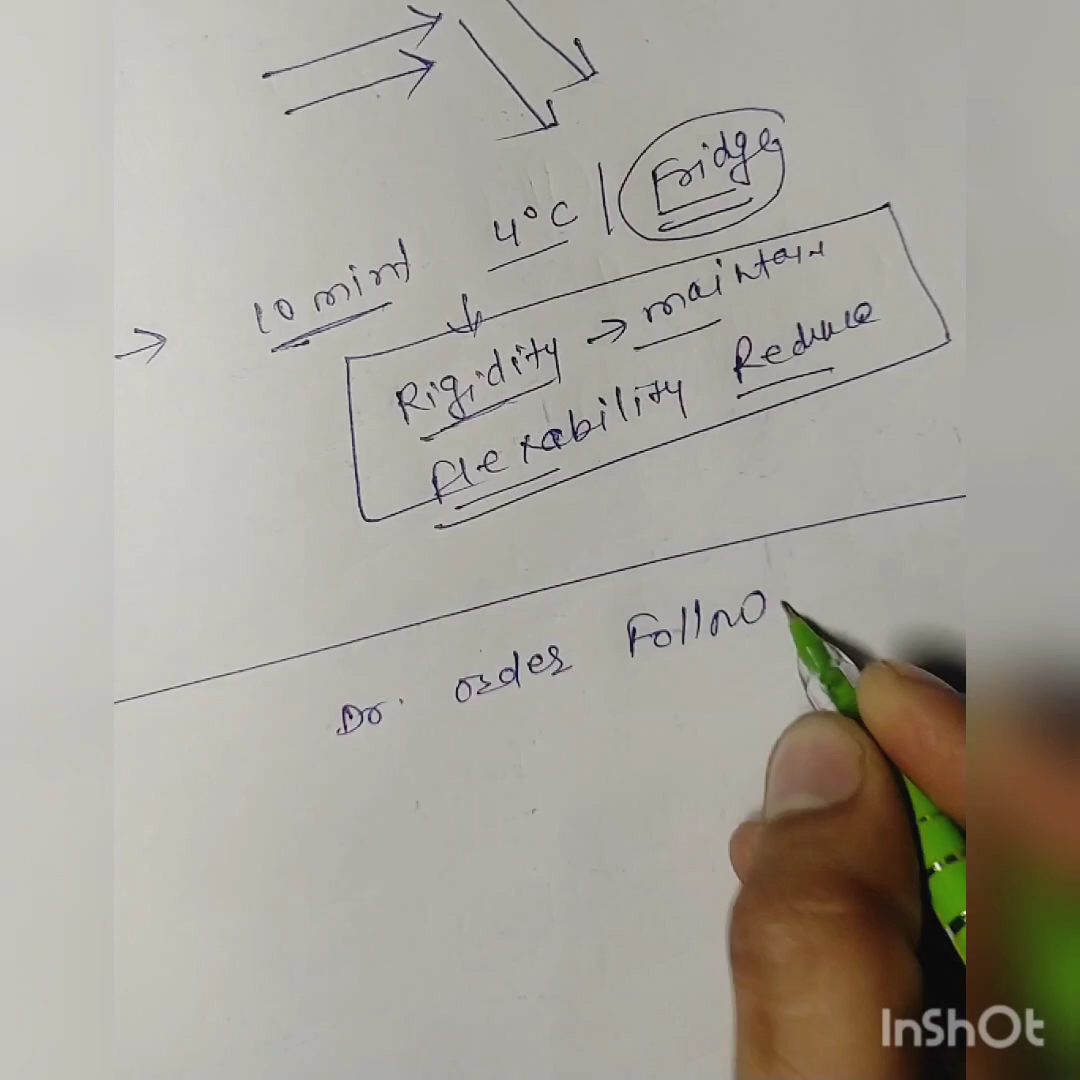 10 mint 4°C | Fridge
Rigidity → maintain
Flexability Reduce
Dr. order Follow
InShOt